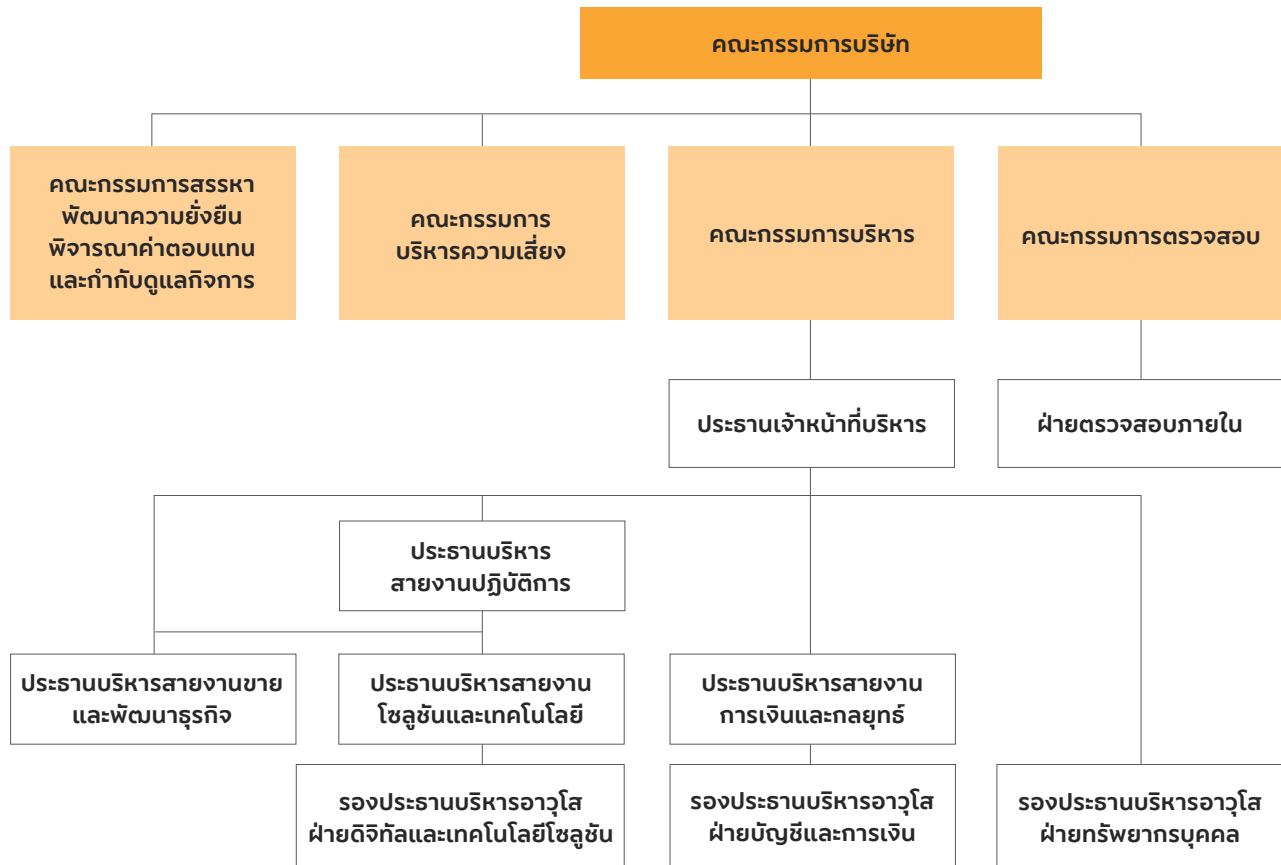 คณะกรรมการบริษัท
คณะกรรมการสรรหา
พัฒนาความยั่งยืน
พิจารณาค่าตอบแทน
และกำกับดูแลกิจการ
คณะกรรมการ
บริหารความเสี่ยง
คณะกรรมการบริหาร
คณะกรรมการตรวจสอบ
ประธานเจ้าหน้าที่บริหาร
ฝ่ายตรวจสอบภายใน
ประธานบริหาร
สายงานปฏิบัติการ
ประธานบริหารสายงานขาย
และพัฒนาธุรกิจ
ประธานบริหารสายงาน
โซลูชันและเทคโนโลยี
ประธานบริหารสายงาน
การเงินและกลยุทธ์
รองประธานบริหารอาวุโส
ฝ่ายดิจิทัลและเทคโนโลยีโซลูชัน
รองประธานบริหารอาวุโส
ฝ่ายบัญชีและการเงิน
รองประธานบริหารอาวุโส
ฝ่ายทรัพยากรบุคคล